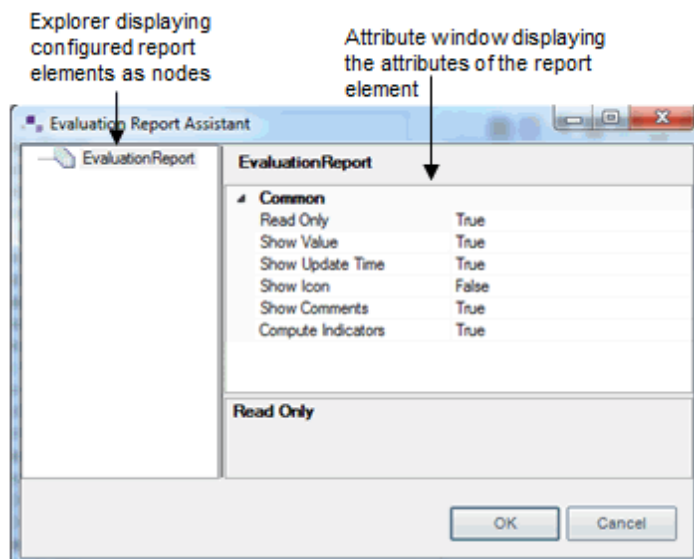 Explorer displaying
configured report
elements as nodes
Attribute window displaying
the attributes of the report
element
Evaluation Report Assistant
EvaluationReport
EvaluationReport
Common
Read Only True
Show Value True
Show Update Time True
Show Icon False
Show Comments True
Compute Indicators True
Read Only
OK Cancel